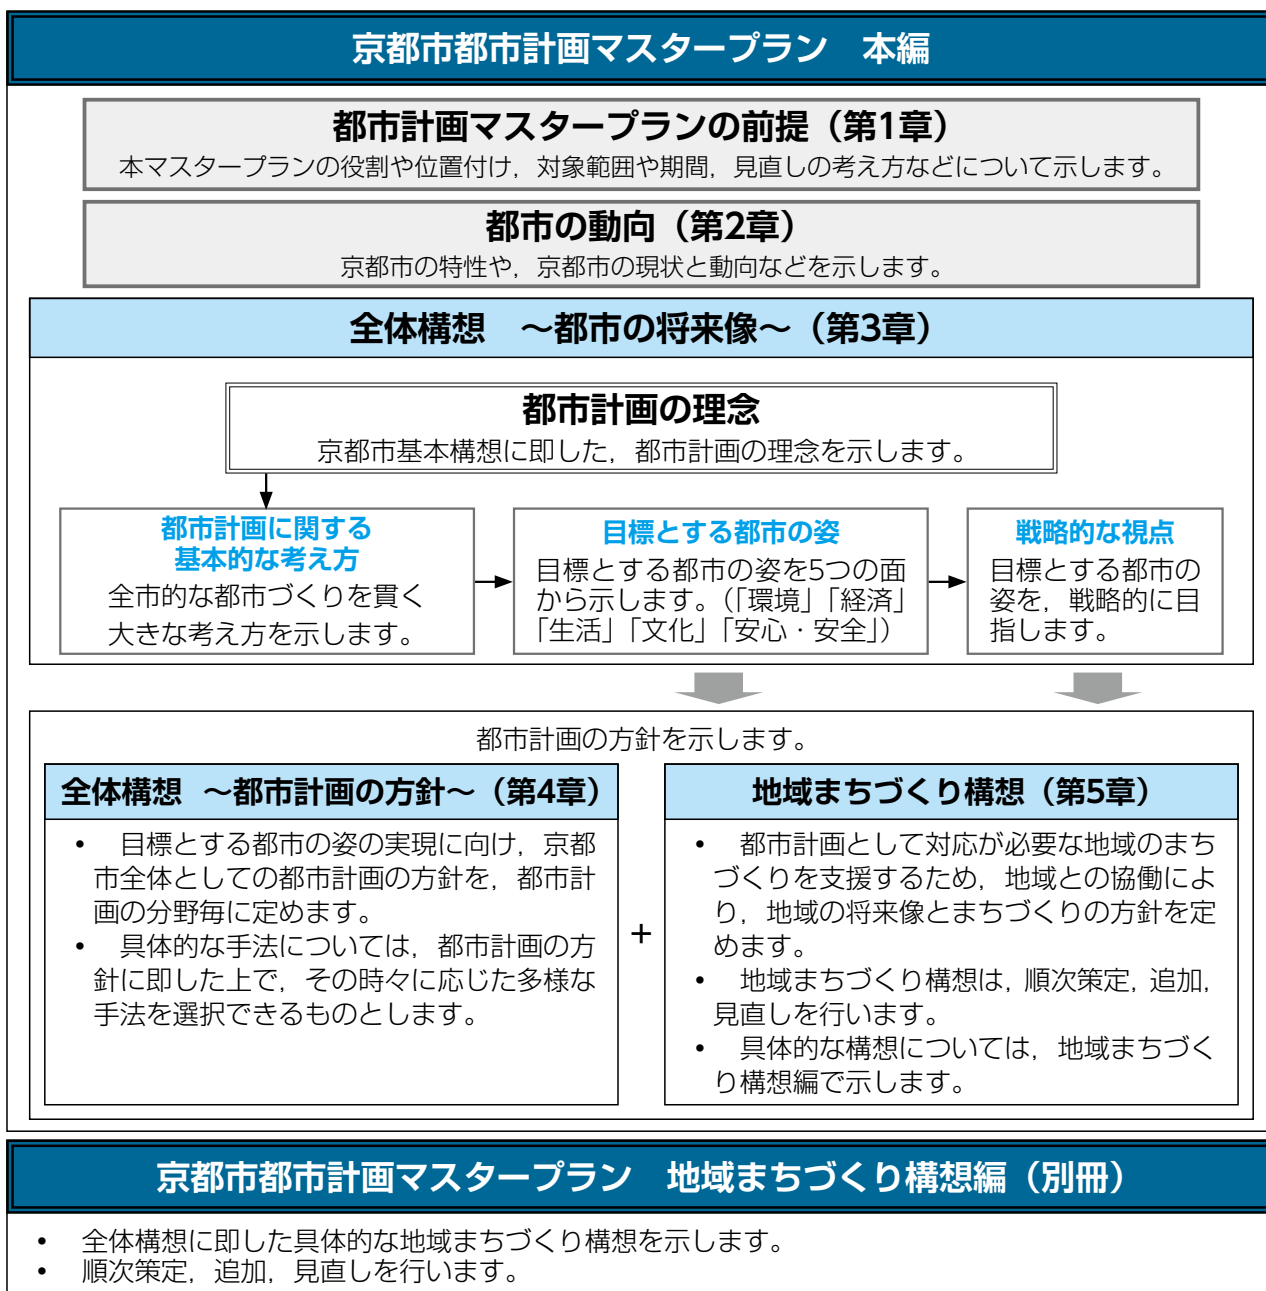 京都市都市計画マスタープラン　本編
都市計画マスタープランの前提（第1章）
本マスタープランの役割や位置付け，対象範囲や期間，見直しの考え方などについて示します。
都市の動向（第2章）
京都市の特性や，京都市の現状と動向などを示します。
全体構想　～都市の将来像～（第3章）
都市計画の理念
京都市基本構想に即した，都市計画の理念を示します。
都市計画に関する
基本的な考え方
全市的な都市づくりを貫く
大きな考え方を示します。
目標とする都市の姿
目標とする都市の姿を5つの面
から示します。（「環境」「経済」
「生活」「文化」「安心・安全」）
戦略的な視点
目標とする都市の
姿を，戦略的に目
指します。
都市計画の方針を示します。
全体構想　～都市計画の方針～（第4章）
• 目標とする都市の姿の実現に向け，京都
市全体としての都市計画の方針を，都市計
画の分野毎に定めます。
• 具体的な手法については，都市計画の方
針に即した上で，その時々に応じた多様な
手法を選択できるものとします。
+
地域まちづくり構想（第5章）
• 都市計画として対応が必要な地域のまち
づくりを支援するため，地域との協働によ
り，地域の将来像とまちづくりの方針を定
めます。
• 地域まちづくり構想は，順次策定，追加，
見直しを行います。
• 具体的な構想については，地域まちづく
り構想編で示します。
京都市都市計画マスタープラン　地域まちづくり構想編（別冊）
• 全体構想に即した具体的な地域まちづくり構想を示します。
• 順次策定，追加，見直しを行います。